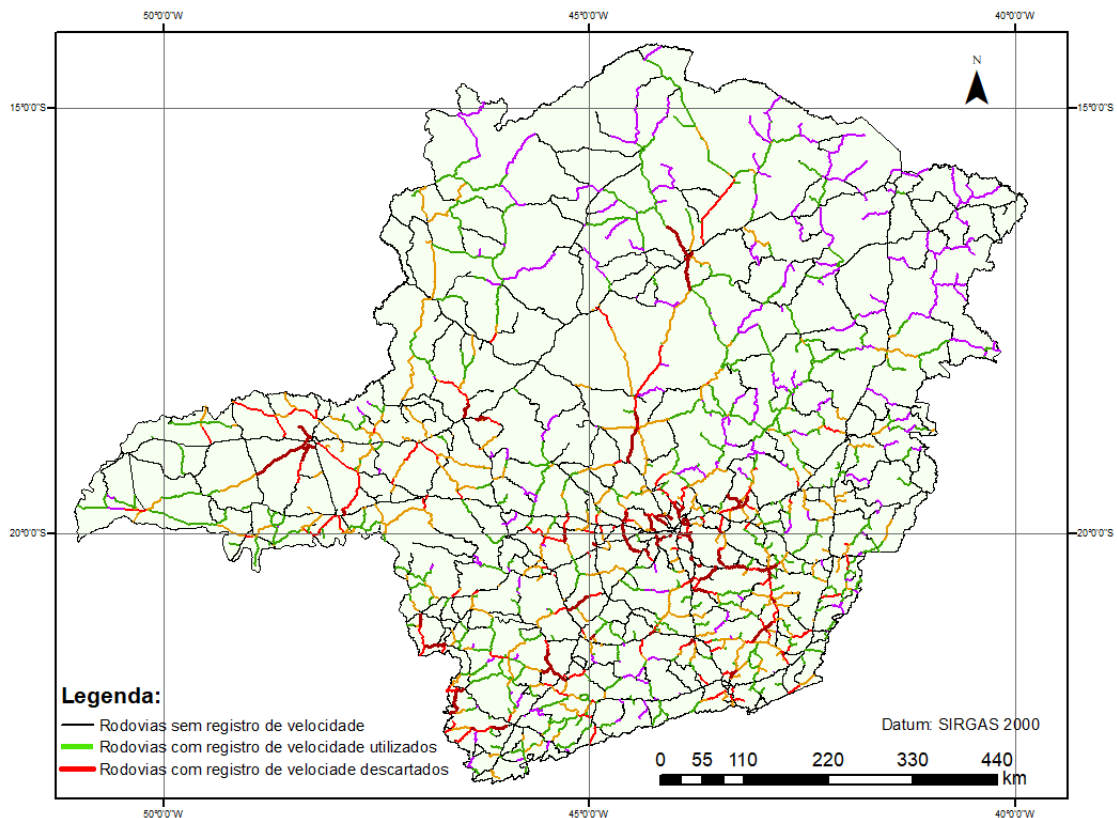 50°0'0"W 45°0'0"W 40°0'0"W
N
15°0'0"S 15°0'0"S
20°0'0"S 20°0'0"S
Legenda:
Rodovias sem registro de velocidade
Rodovias com registro de velocidade utilizados
Rodovias com registro de velociade descartados
Datum: SIRGAS 2000
0 55 110 220 330 440
km
50°0'0"W 45°0'0"W 40°0'0"W